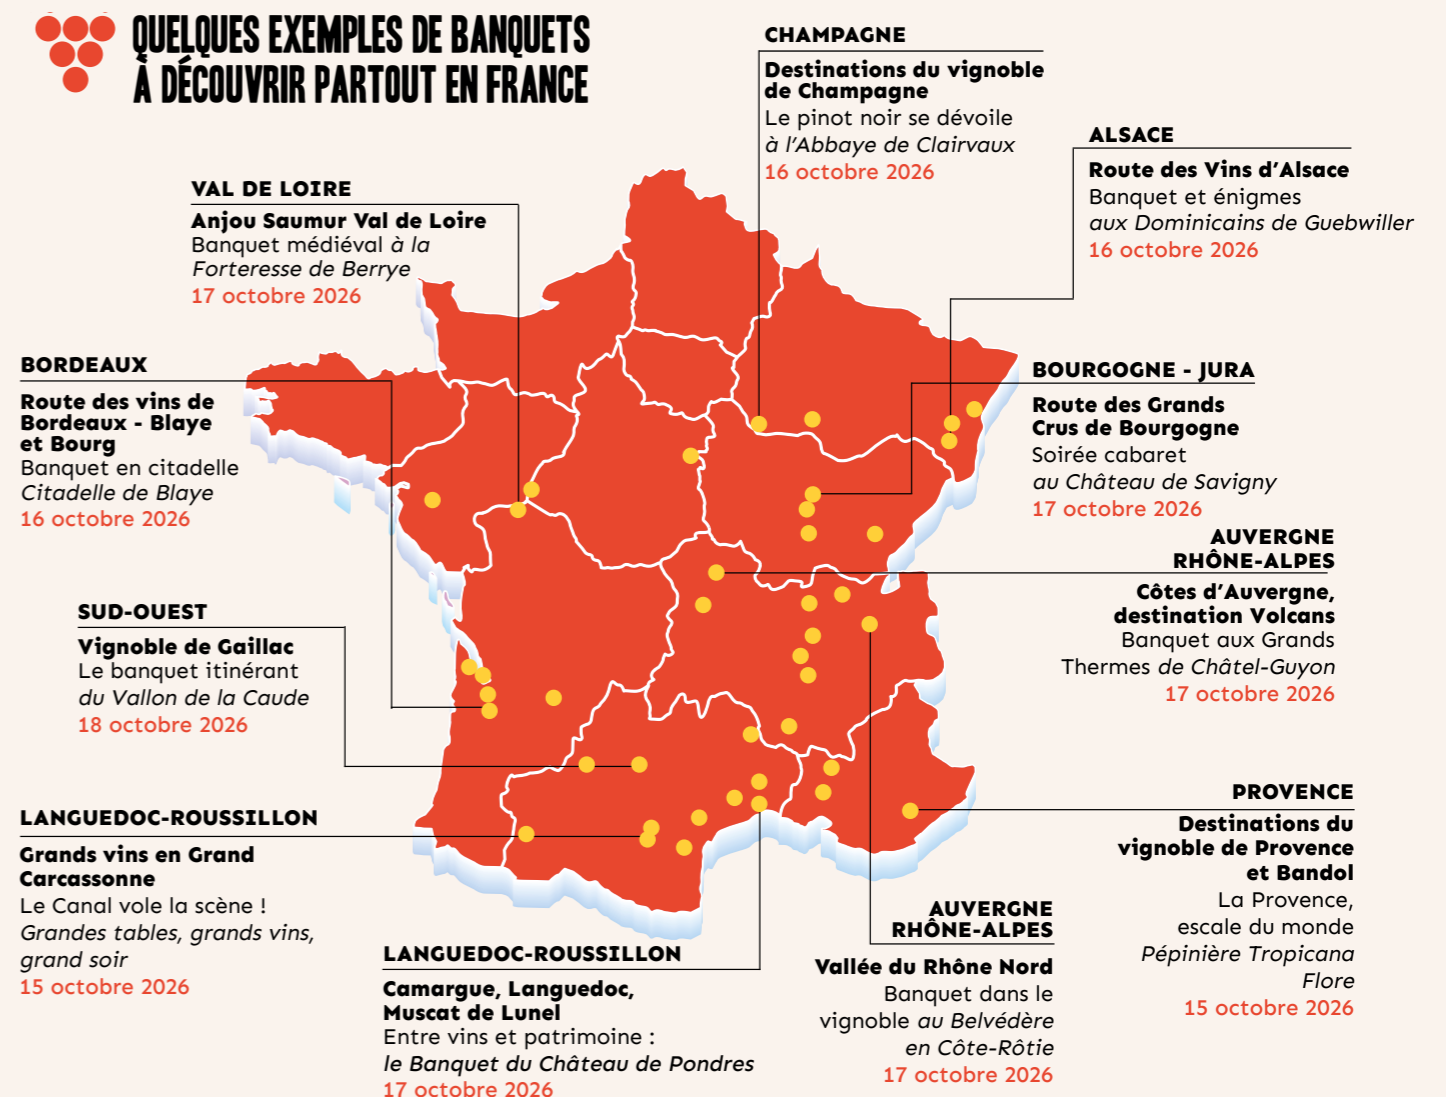 QUELQUES EXEMPLES DE BANQUETS
À DÉCOUVRIR PARTOUT EN FRANCE
CHAMPAGNE
Destinations du vignoble
de Champagne
Le pinot noir se dévoile
à l'Abbaye de Clairvaux
16 octobre 2026
ALSACE
Route des Vins d'Alsace
Banquet et énigmes
aux Dominicains de Guebwiller
16 octobre 2026
VAL DE LOIRE
Anjou Saumur Val de Loire
Banquet médiéval à la
Forteresse de Berrye
17 octobre 2026
BORDEAUX
Route des vins de
Bordeaux - Blaye
et Bourg
Banquet en citadelle
Citadelle de Blaye
16 octobre 2026
BOURGOGNE - JURA
Route des Grands
Crus de Bourgogne
Soirée cabaret
au Château de Savigny
17 octobre 2026
AUVERGNE
RHÔNE-ALPES
Côtes d'Auvergne,
destination Volcans
Banquet aux Grands
Thermes de Châtel-Guyon
17 octobre 2026
SUD-OUEST
Vignoble de Gaillac
Le banquet itinérant
du Vallon de la Caude
18 octobre 2026
LANGUEDOC-ROUSSILLON
Grands vins en Grand
Carcassonne
Le Canal vole la scène !
Grandes tables, grands vins,
grand soir
15 octobre 2026
LANGUEDOC-ROUSSILLON
Camargue, Languedoc,
Muscat de Lunel
Entre vins et patrimoine :
le Banquet du Château de Pondres
17 octobre 2026
AUVERGNE
RHÔNE-ALPES
Vallée du Rhône Nord
Banquet dans le
vignoble au Belvédère
en Côte-Rôtie
17 octobre 2026
PROVENCE
Destinations du
vignoble de Provence
et Bandol
La Provence,
escale du monde
Pépinière Tropicana
Flore
15 octobre 2026